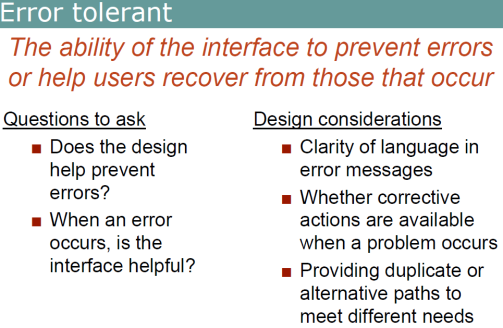 Error tolerant
The ability of the interface to prevent errors
or help users recover from those that occur
Questions to ask
Does the design
help prevent
errors?
When an error
occurs, is the
interface helpful?
Design considerations
Clarity of language in
error messages
Whether corrective
actions are available
when a problem occurs
Providing duplicate or
alternative paths to
meet different needs